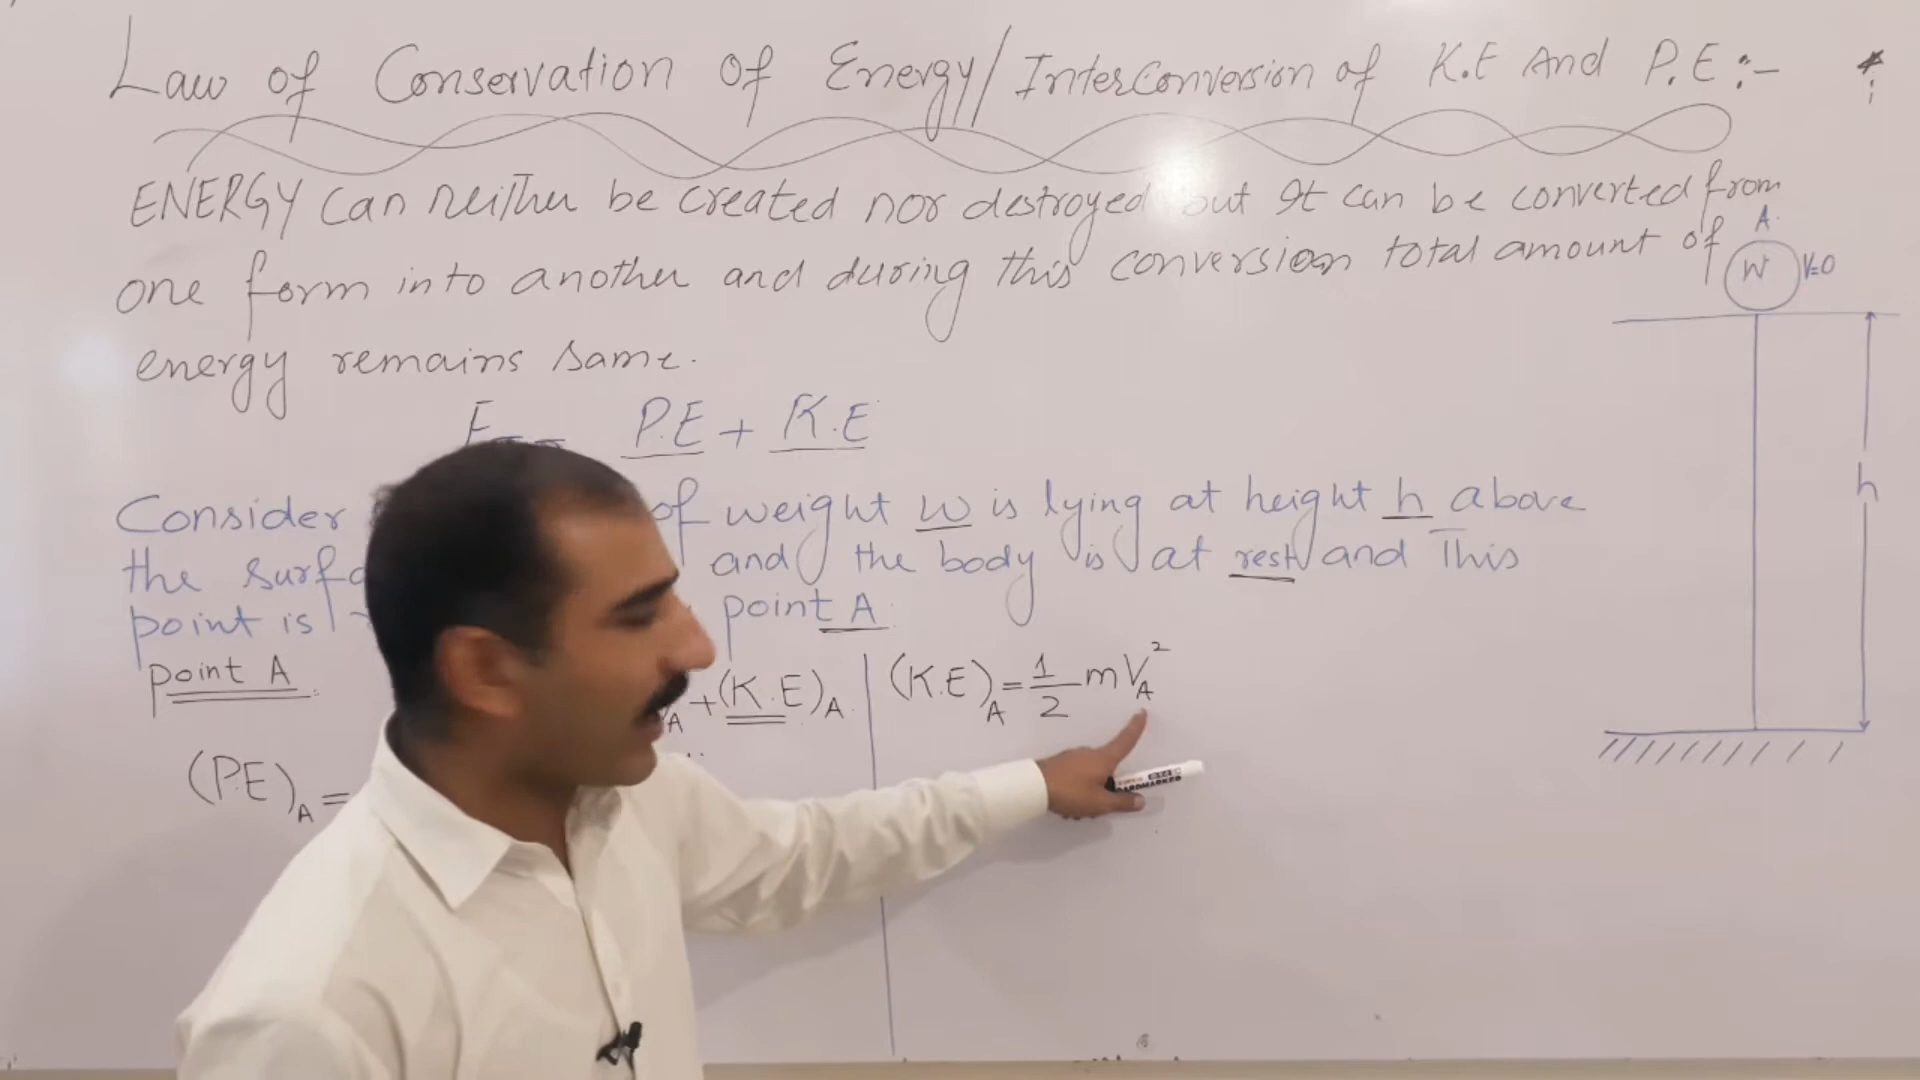 Law of Conservation of Energy/InterConversion of K.E And P.E:-
ENERGY can neither be created nor destroyed but It can be converted from
one form into another and during this conversion total amount of
energy remains same.
A
W V=0
P.E + K.E
h
Consider of weight w is lying at height h above
the and the body is at rest and This
point is point A
point A
A +(K.E)A (K.E)A = 1/2 mVA²
(P.E)A =